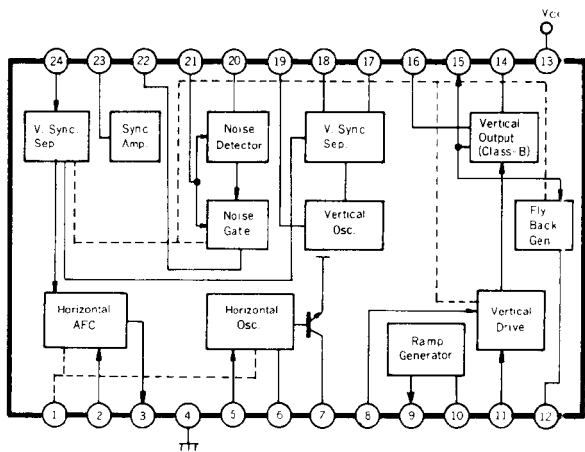 Vcc
24 23 22 21 20 19 18 17 16 15 14 13
V. Sync.
Sep.
Sync
Amp.
Noise
Detector
V. Sync
Sep.
Vertical
Output
(Class-B)
Noise
Gate
Vertical
Osc.
Fly
Back
Gen
Horizontal
AFC
Horizontal
Osc.
Vertical
Drive
Ramp
Generator
1 2 3 4 5 6 7 8 9 10 11 12